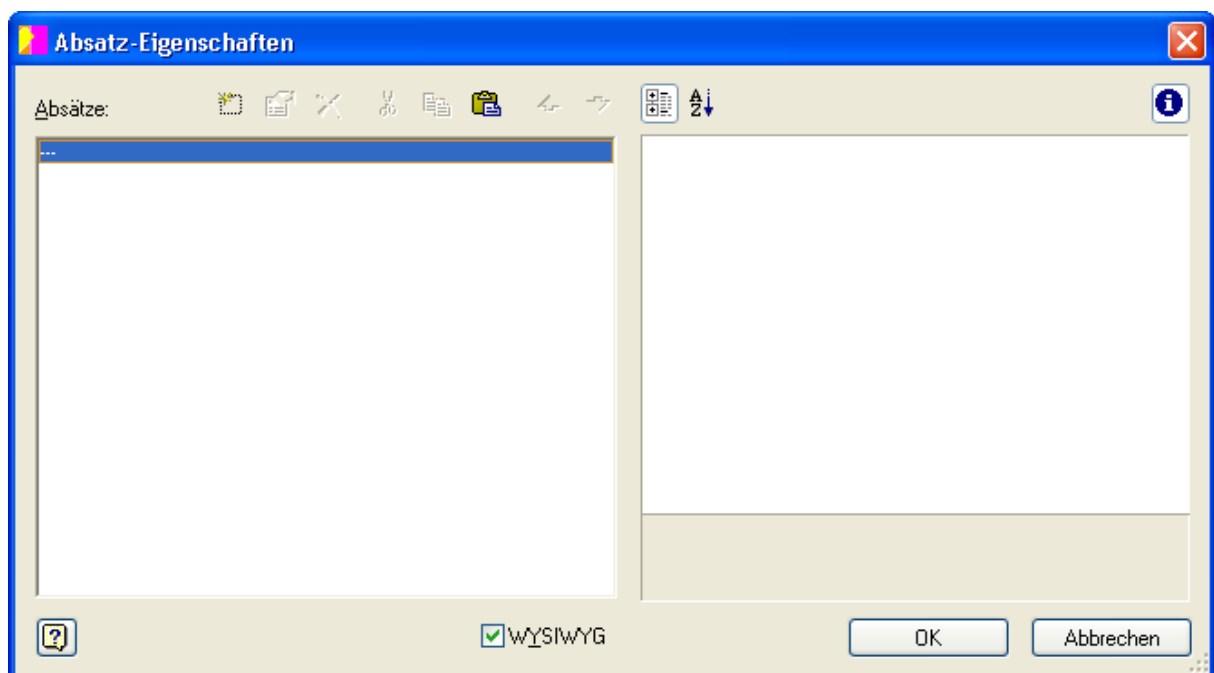 Absatz-Eigenschaften
Absätze:
---
WYSIWYG
OK
Abbrechen